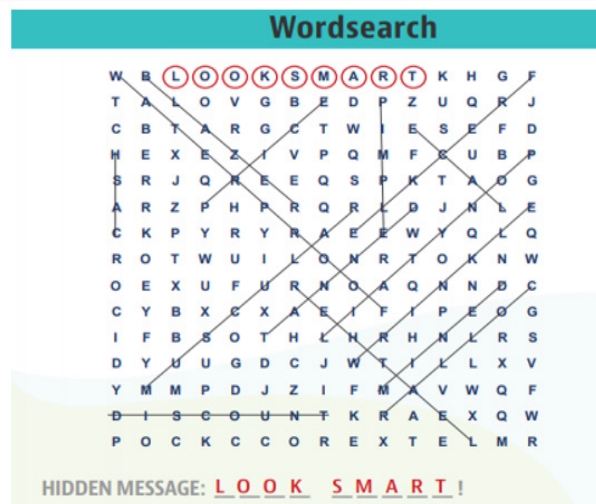 Wordsearch
W B L O O K S M A R T K H G F
T A L O V G B E D P Z U Q R J
C B T A R G C T W I E S E F D
H E X E Z I V P Q M F C U B P
S R J Q R E E Q S P K T A O G
A R Z P H P R Q R L D J N L E
C K P Y R Y R A E E W Y Q L Q
R O T W U I L O N R T O K N W
O E X U F U R N O A Q N N D C
C Y B X C X A E I F I P E O G
I F B S O T H L H R H N L R S
D Y U U G D C J W T I L L X V
Y M M P D J Z I F M A V W Q F
D I S C O U N T K R A E X Q W
P O C K C C O R E X T E L M R
HIDDEN MESSAGE: L O O K S M A R T !